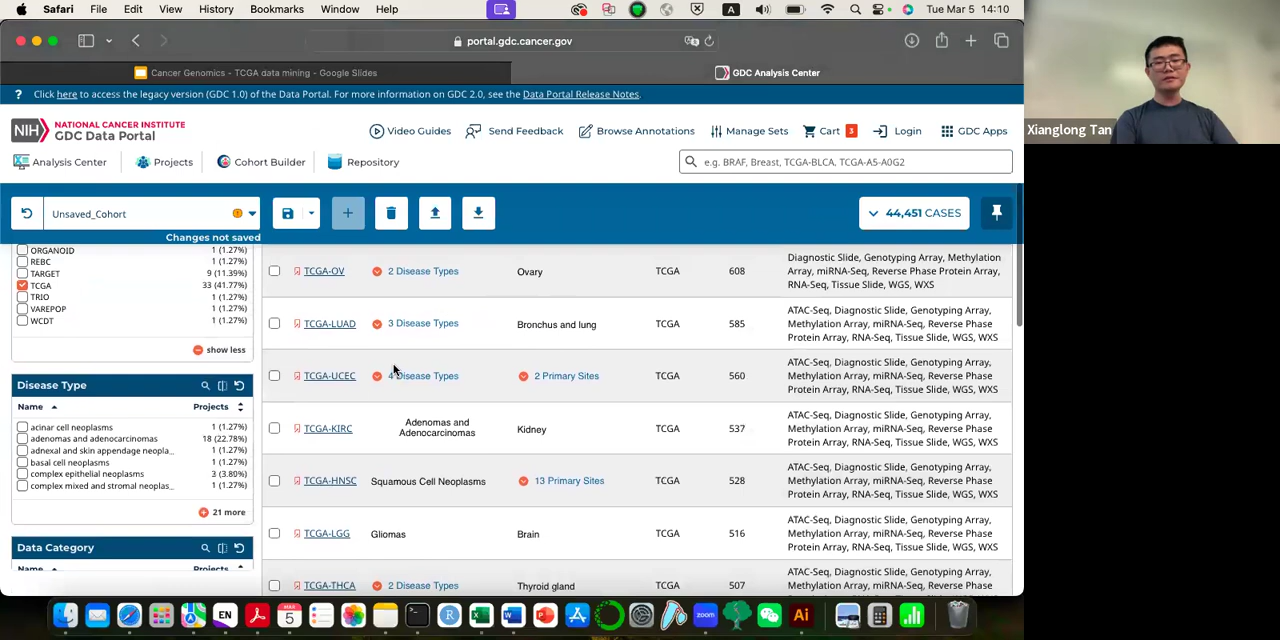 Safari File Edit View History Bookmarks Window Help A Tue Mar 5 14:10
portal.gdc.cancer.gov
Cancer Genomics - TCGA data mining - Google Slides GDC Analysis Center
? Click here to access the legacy version (GDC 1.0) of the Data Portal. For more information on GDC 2.0, see the Data Portal Release Notes.
NIH NATIONAL CANCER INSTITUTE
GDC Data Portal
Video Guides Send Feedback Browse Annotations Manage Sets Cart 3 Login GDC Apps
Analysis Center Projects Cohort Builder Repository
e.g. BRAF, Breast, TCGA-BLCA, TCGA-A5-A0G2
Unsaved_Cohort
44,451 CASES
Changes not saved
ORGANOID 1 (1.27%)
REBC 1 (1.27%)
TARGET 9 (11.39%)
TCGA 33 (41.77%)
TRIO 1 (1.27%)
VAREPOP 1 (1.27%)
WCDT 1 (1.27%)
show less
Disease Type
Name Projects
acinar cell neoplasms 1 (1.27%)
adenomas and adenocarcinomas 18 (22.78%)
adnexal and skin appendage neopla... 1 (1.27%)
basal cell neoplasms 1 (1.27%)
complex epithelial neoplasms 3 (3.80%)
complex mixed and stromal neoplas... 1 (1.27%)
21 more
Data Category
Name Projects
TCGA-OV 2 Disease Types Ovary TCGA 608
Diagnostic Slide, Genotyping Array, Methylation
Array, miRNA-Seq, Reverse Phase Protein Array,
RNA-Seq, Tissue Slide, WGS, WXS
TCGA-LUAD 3 Disease Types Bronchus and lung TCGA 585
ATAC-Seq, Diagnostic Slide, Genotyping Array,
Methylation Array, miRNA-Seq, Reverse Phase
Protein Array, RNA-Seq, Tissue Slide, WGS, WXS
TCGA-UCEC 4 Disease Types 2 Primary Sites TCGA 560
ATAC-Seq, Diagnostic Slide, Genotyping Array,
Methylation Array, miRNA-Seq, Reverse Phase
Protein Array, RNA-Seq, Tissue Slide, WGS, WXS
TCGA-KIRC
Adenomas and
Adenocarcinomas
Kidney TCGA 537
ATAC-Seq, Diagnostic Slide, Genotyping Array,
Methylation Array, miRNA-Seq, Reverse Phase
Protein Array, RNA-Seq, Tissue Slide, WGS, WXS
TCGA-HNSC Squamous Cell Neoplasms 13 Primary Sites TCGA 528
ATAC-Seq, Diagnostic Slide, Genotyping Array,
Methylation Array, miRNA-Seq, Reverse Phase
Protein Array, RNA-Seq, Tissue Slide, WGS, WXS
TCGA-LGG Gliomas Brain TCGA 516
ATAC-Seq, Diagnostic Slide, Genotyping Array,
Methylation Array, miRNA-Seq, Reverse Phase
Protein Array, RNA-Seq, Tissue Slide, WGS, WXS
TCGA-THCA 2 Disease Types Thyroid gland TCGA 507
ATAC-Seq, Diagnostic Slide, Genotyping Array,
Methylation Array, miRNA-Seq, Reverse Phase
EN MAR 5 R zoom Ai
Xianglong Tan